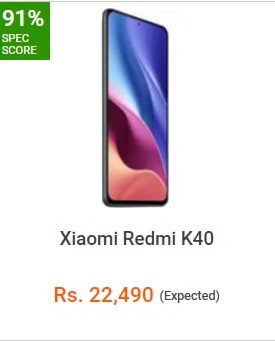 91%
SPEC
SCORE
Xiaomi Redmi K40
Rs. 22,490 (Expected)